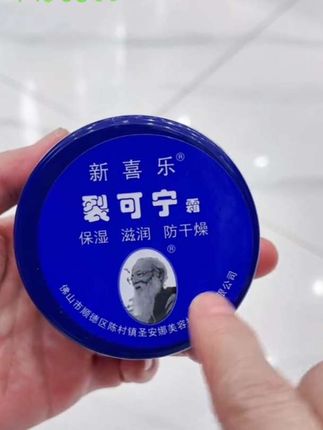 新喜乐®
裂可宁霜
保湿 滋润 防干燥
®
佛山市顺德区陈村镇圣安娜美容 限公司